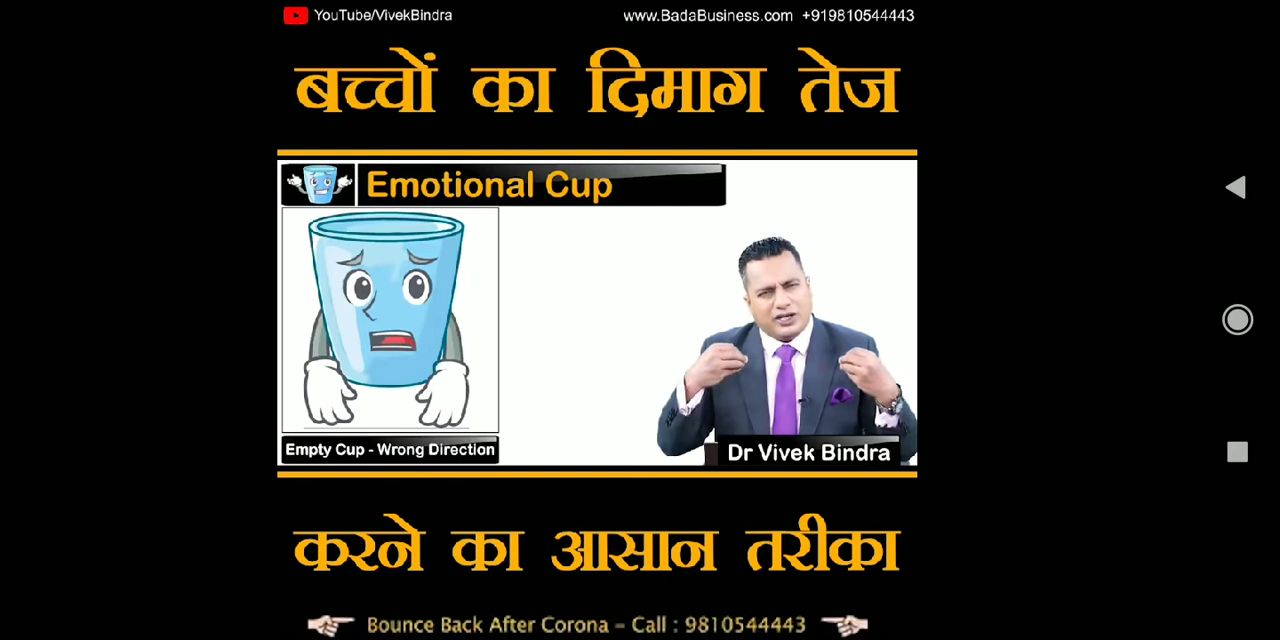 YouTube/VivekBindra
www.BadaBusiness.com +919810544443
बच्चों का दिमाग तेज
Emotional Cup
Empty Cup - Wrong Direction
Dr Vivek Bindra
करने का आसान तरीका
Bounce Back After Corona – Call : 9810544443